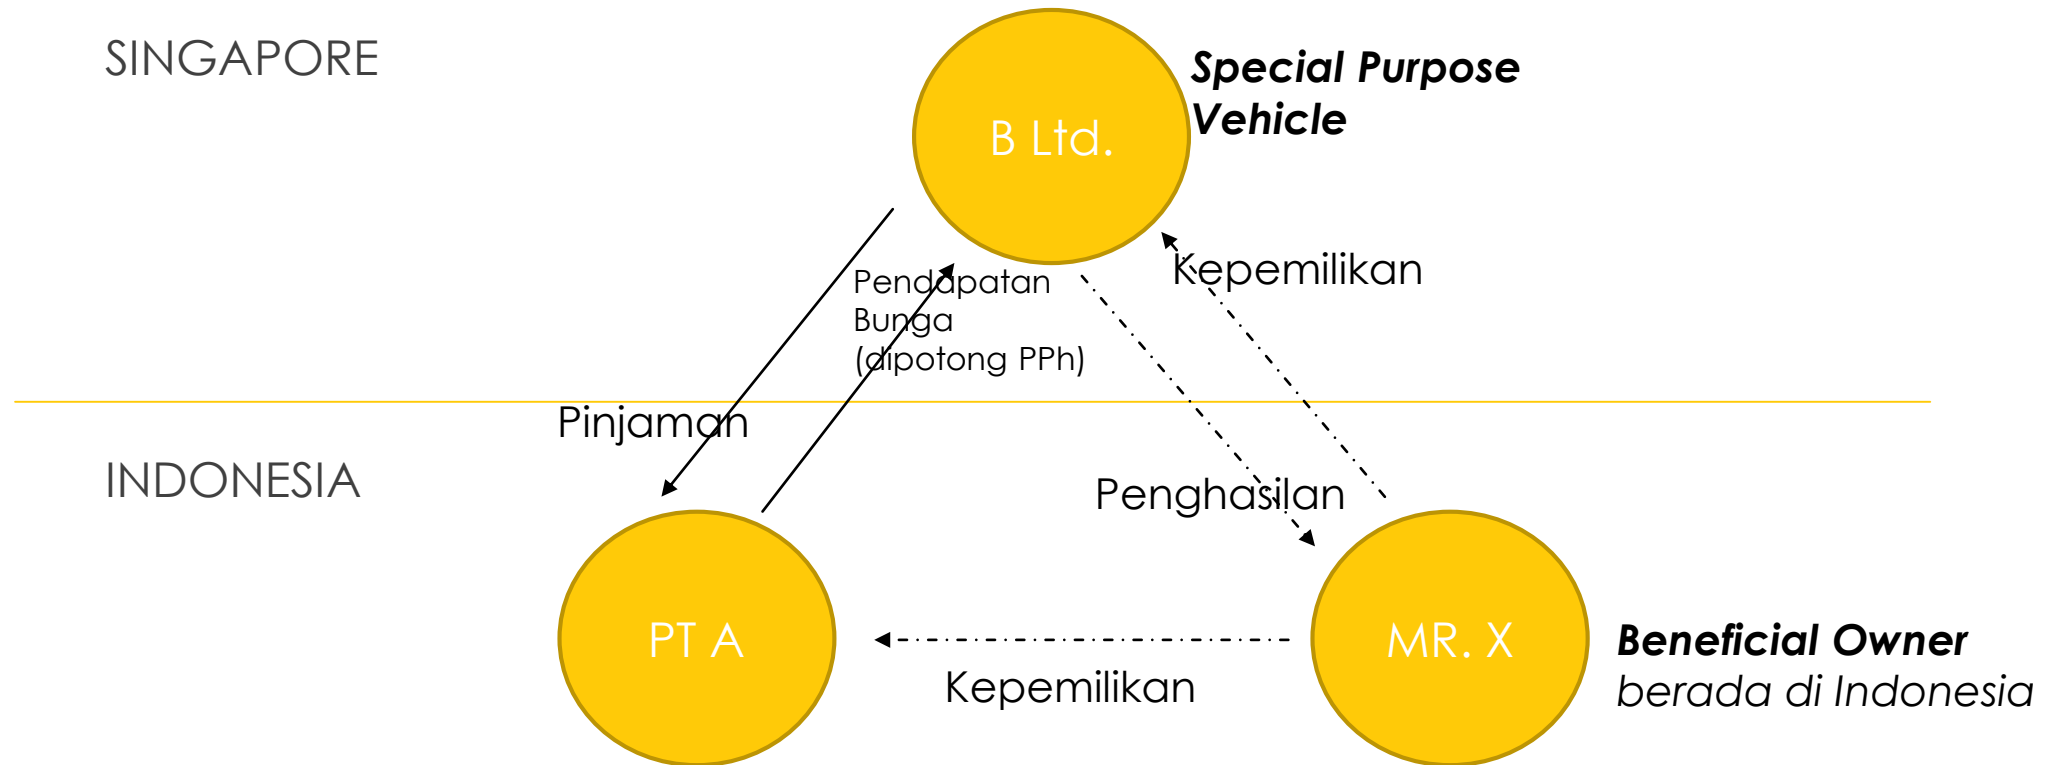 SINGAPORE
Special Purpose
Vehicle
B Ltd.
Kepemilikan
Pendapatan
Bunga
(dipotong PPh)
Pinjaman
INDONESIA
Penghasilan
PT A
MR. X
Beneficial Owner
berada di Indonesia
Kepemilikan